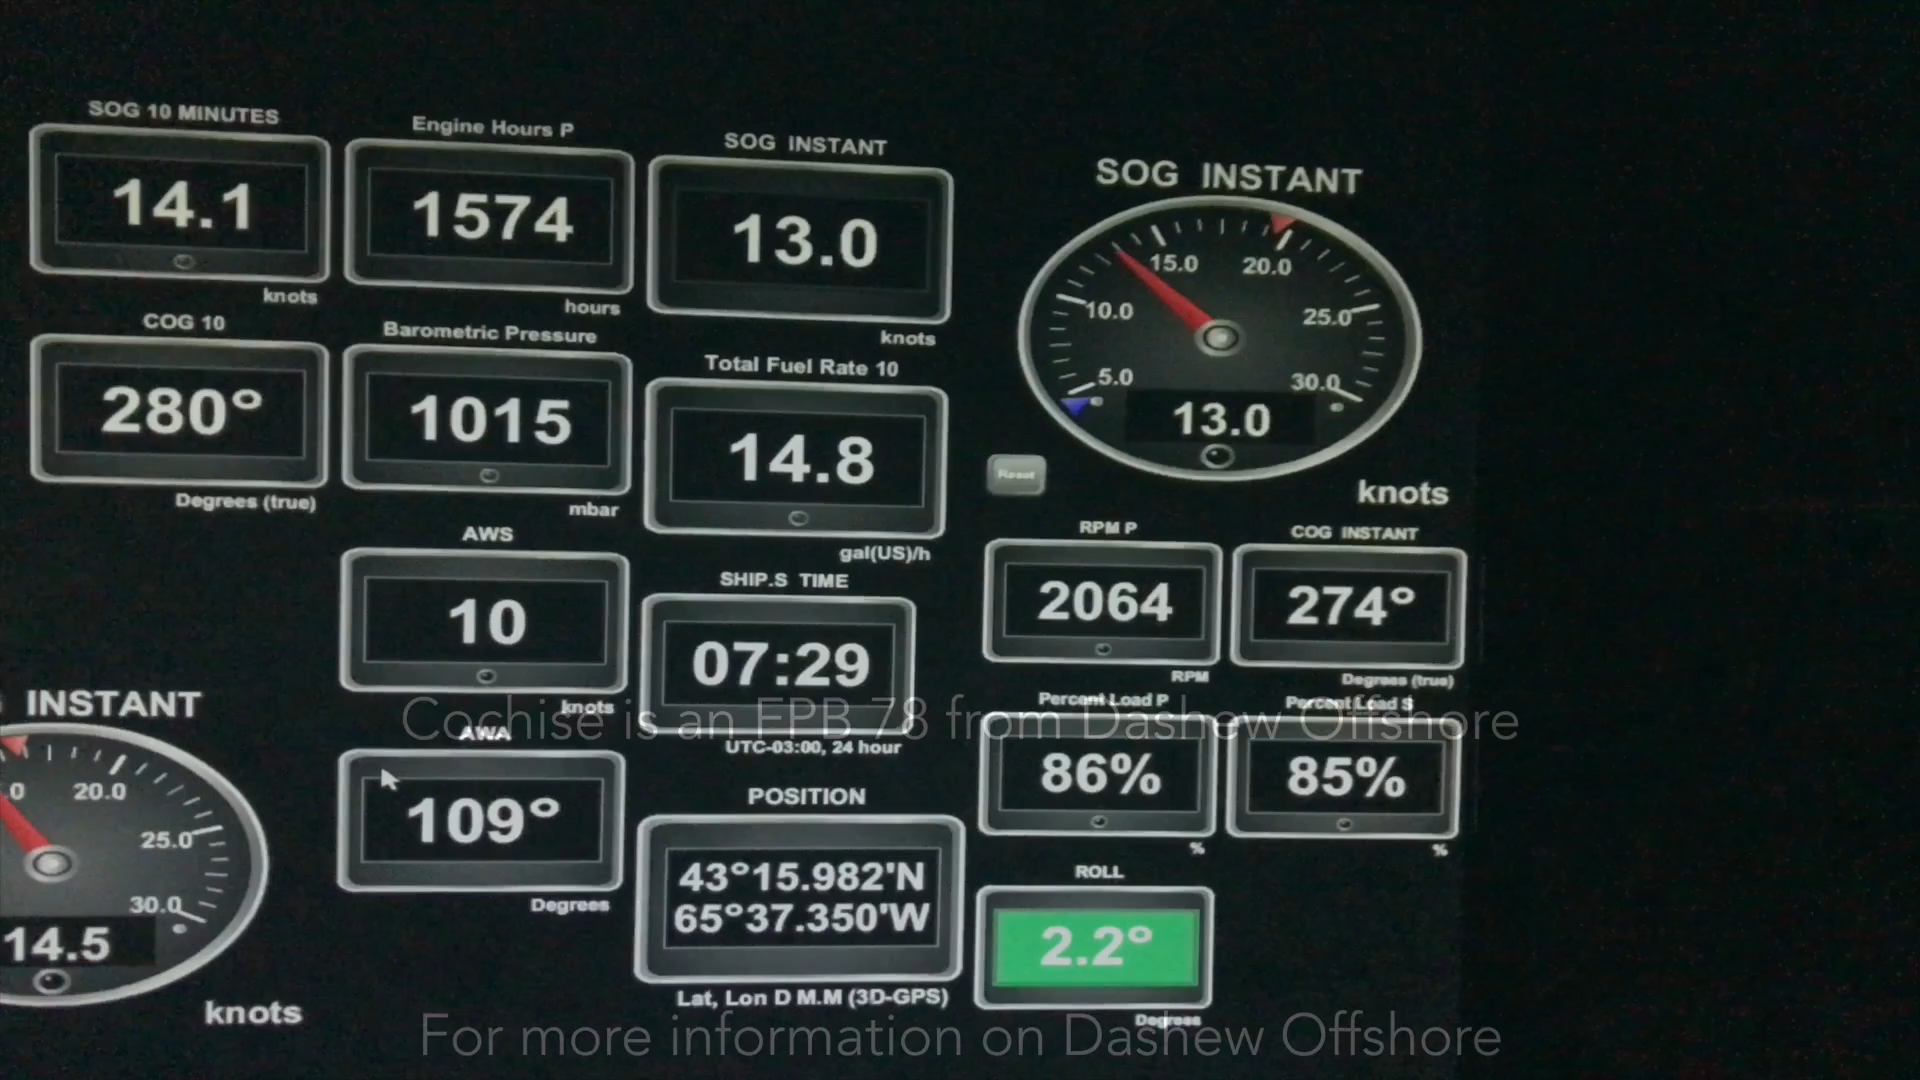 SOG 10 MINUTES
14.1
knots
Engine Hours P
1574
hours
SOG INSTANT
13.0
knots
SOG INSTANT
15.0
20.0
10.0
25.0
5.0
30.0
13.0
knots
COG 10
280°
Degrees (true)
Barometric Pressure
1015
mbar
Total Fuel Rate 10
14.8
gal(US)/h
Reset
AWS
10
knots
SHIP.S TIME
07:29
UTC-03:00, 24 hour
RPM P
2064
RPM
COG INSTANT
274°
Degrees (true)
INSTANT
.0
20.0
25.0
30.0
14.5
knots
Cochise is an FPB 78 from Dashew Offshore
AWA
109°
Degrees
POSITION
43°15.982'N
65°37.350'W
Lat, Lon D M.M (3D-GPS)
Percent Load P
86%
%
Percent Load S
85%
%
ROLL
2.2°
Degrees
For more information on Dashew Offshore